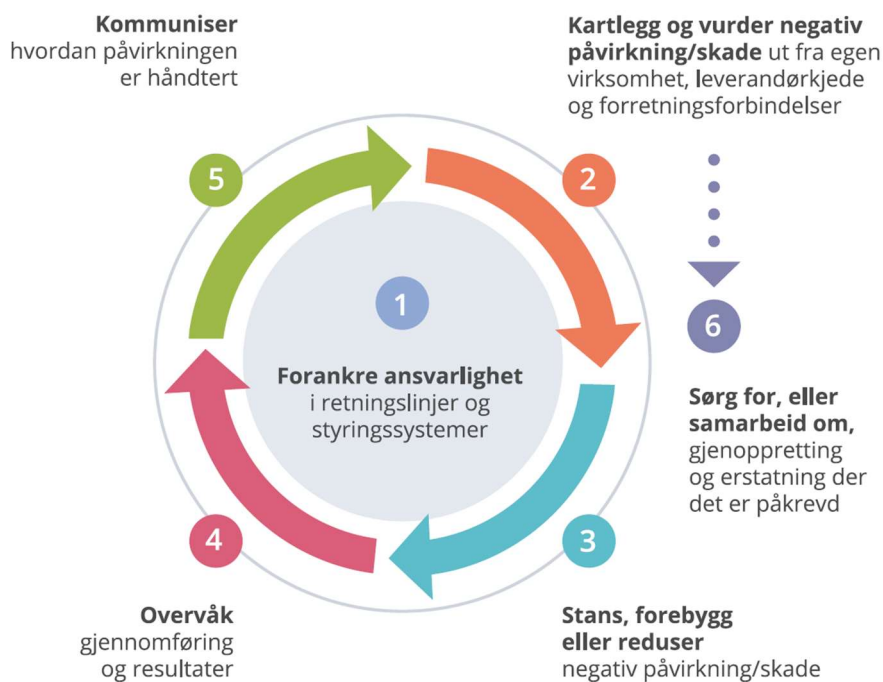 Kommuniser
hvordan påvirkningen
er håndtert
Kartlegg og vurder negativ
påvirkning/skade ut fra egen
virksomhet, leverandørkjede
og forretningsforbindelser
5
2
1
Forankre ansvarlighet
i retningslinjer og
styringssystemer
6
Sørg for, eller
samarbeid om,
gjenoppretting
og erstatning der
det er påkrevd
4
3
Overvåk
gjennomføring
og resultater
Stans, forebygg
eller reduser
negativ påvirkning/skade